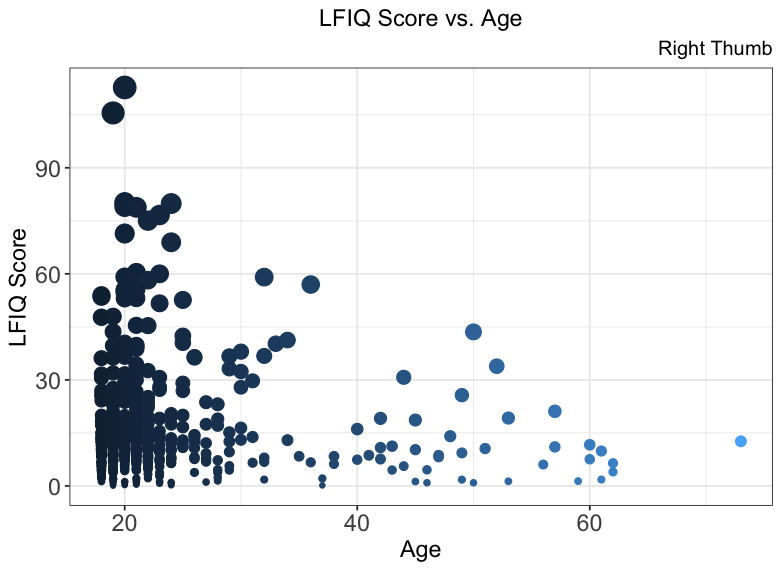 LFIQ Score vs. Age
Right Thumb
LFIQ Score
90
60
30
0
20 40 60
Age